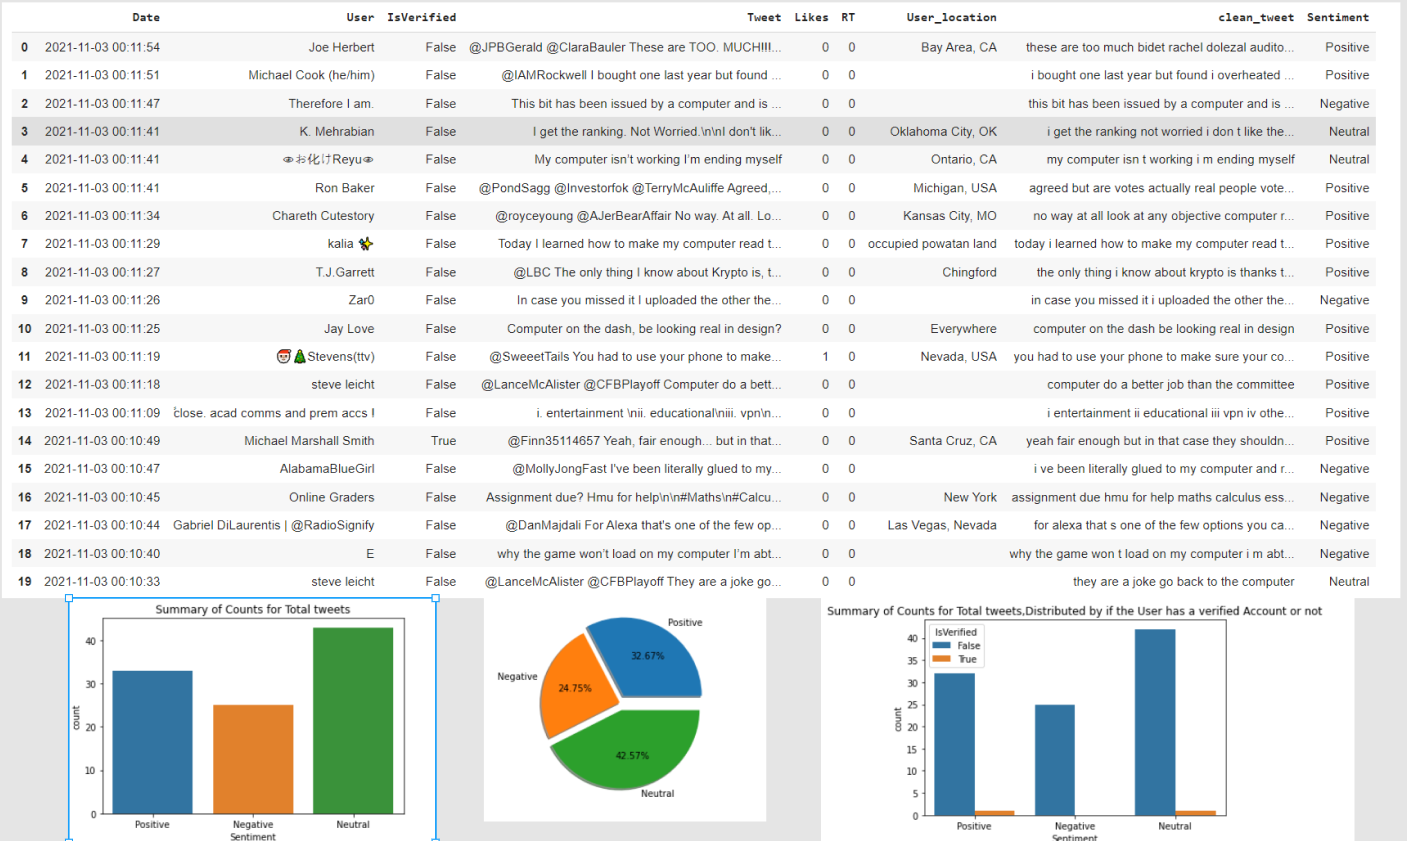 Date User IsVerified Tweet Likes RT User_location clean_tweet Sentiment
0 2021-11-03 00:11:54 Joe Herbert False @JPBGerald @ClaraBauler These are TOO. MUCH!!!... 0 0 Bay Area, CA these are too much bidet rachel dolezal audito... Positive
1 2021-11-03 00:11:51 Michael Cook (he/him) False @IAMRockwell I bought one last year but found ... 0 0 i bought one last year but found i overheated ... Positive
2 2021-11-03 00:11:47 Therefore I am. False This bit has been issued by a computer and is ... 0 0 this bit has been issued by a computer and is ... Negative
3 2021-11-03 00:11:41 K. Mehrabian False I get the ranking. Not Worried.\n\nI don't lik... 0 0 Oklahoma City, OK i get the ranking not worried i don t like the... Neutral
4 2021-11-03 00:11:41 👁お化けReyu👁 False My computer isn’t working I’m ending myself 0 0 Ontario, CA my computer isn t working i m ending myself Neutral
5 2021-11-03 00:11:41 Ron Baker False @PondSagg @Investorfok @TerryMcAuliffe Agreed,... 0 0 Michigan, USA agreed but are votes actually real people vote... Positive
6 2021-11-03 00:11:34 Chareth Cutestory False @royceyoung @AJerBearAffair No way. At all. Lo... 0 0 Kansas City, MO no way at all look at any objective computer r... Positive
7 2021-11-03 00:11:29 kalia ✨ False Today I learned how to make my computer read t... 0 0 occupied powatan land today i learned how to make my computer read t... Positive
8 2021-11-03 00:11:27 T.J.Garrett False @LBC The only thing I know about Krypto is, t... 0 0 Chingford the only thing i know about krypto is thanks t... Positive
9 2021-11-03 00:11:26 Zar0 False In case you missed it I uploaded the other the... 0 0 in case you missed it i uploaded the other the... Negative
10 2021-11-03 00:11:25 Jay Love False Computer on the dash, be looking real in design? 0 0 Everywhere computer on the dash be looking real in design Positive
11 2021-11-03 00:11:19 🎅🎄Stevens(ttv) False @SweeetTails You had to use your phone to make... 1 0 Nevada, USA you had to use your phone to make sure your co... Positive
12 2021-11-03 00:11:18 steve leicht False @LanceMcAlister @CFBPlayoff Computer do a bett... 0 0 computer do a better job than the committee Positive
13 2021-11-03 00:11:09 close. acad comms and prem accs ! False i. entertainment \nii. educational\niii. vpn\n... 0 0 i entertainment ii educational iii vpn iv othe... Positive
14 2021-11-03 00:10:49 Michael Marshall Smith True @Finn35114657 Yeah, fair enough... but in that... 0 0 Santa Cruz, CA yeah fair enough but in that case they shouldn... Positive
15 2021-11-03 00:10:47 AlabamaBlueGirl False @MollyJongFast I've been literally glued to my... 0 0 i ve been literally glued to my computer and r... Negative
16 2021-11-03 00:10:45 Online Graders False Assignment due? Hmu for help\n\n#Maths\n#Calcu... 0 0 New York assignment due hmu for help maths calculus ess... Negative
17 2021-11-03 00:10:44 Gabriel DiLaurentis | @RadioSignify False @DanMajdali For Alexa that's one of the few op... 0 0 Las Vegas, Nevada for alexa that s one of the few options you ca... Negative
18 2021-11-03 00:10:40 E False why the game won’t load on my computer I’m abt... 0 0 why the game won t load on my computer i m abt... Negative
19 2021-11-03 00:10:33 steve leicht False @LanceMcAlister @CFBPlayoff They are a joke go... 0 0 they are a joke go back to the computer Neutral
Summary of Counts for Total tweets
40
30
20
10
0
count
Positive Negative Neutral
Sentiment
Positive
32.67%
Negative
24.75%
42.57%
Neutral
Summary of Counts for Total tweets,Distributed by if the User has a verified Account or not
IsVerified
False
True
40
35
30
25
20
15
10
5
0
count
Positive Negative Neutral
Sentiment